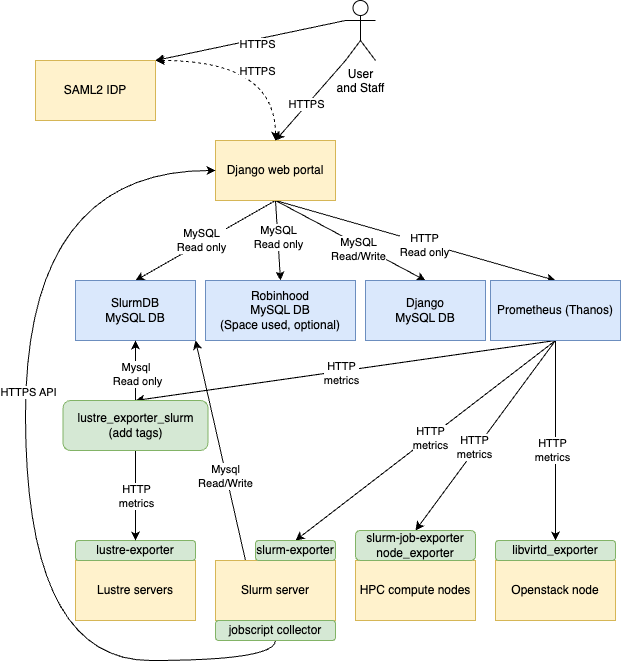 HTTPS
SAML2 IDP
HTTPS
User
and Staff
HTTPS
Django web portal
MySQL
Read only
MySQL
Read only
MySQL
Read/Write
HTTP
Read only
SlurmDB
MySQL DB
Robinhood
MySQL DB
(Space used, optional)
Django
MySQL DB
Prometheus (Thanos)
Mysql
Read only
HTTP
metrics
HTTPS API
lustre_exporter_slurm
(add tags)
HTTP
metrics
Mysql
Read/Write
HTTP
metrics
HTTP
metrics
HTTP
metrics
lustre-exporter
Lustre servers
slurm-exporter
Slurm server
jobscript collector
slurm-job-exporter
node_exporter
HPC compute nodes
libvirtd_exporter
Openstack node